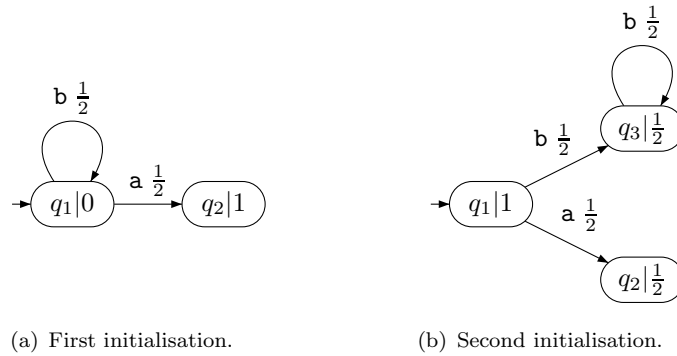 b 1/2
a 1/2
q1|0
q2|1
(a) First initialisation.
b 1/2
q3|1/2
b 1/2
q1|1
a 1/2
q2|1/2
(b) Second initialisation.